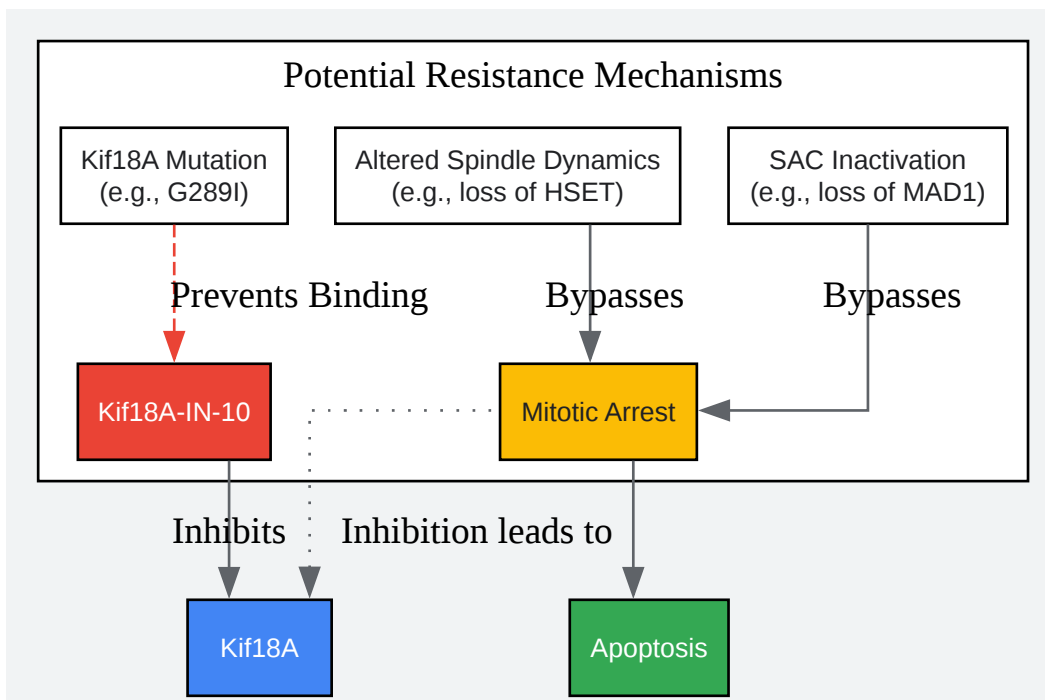 Potential Resistance Mechanisms
Kif18A Mutation
(e.g., G289I)
Altered Spindle Dynamics
(e.g., loss of HSET)
SAC Inactivation
(e.g., loss of MAD1)
Prevents Binding
Bypasses
Bypasses
Kif18A-IN-10
Mitotic Arrest
Inhibits
Inhibition leads to
Kif18A
Apoptosis